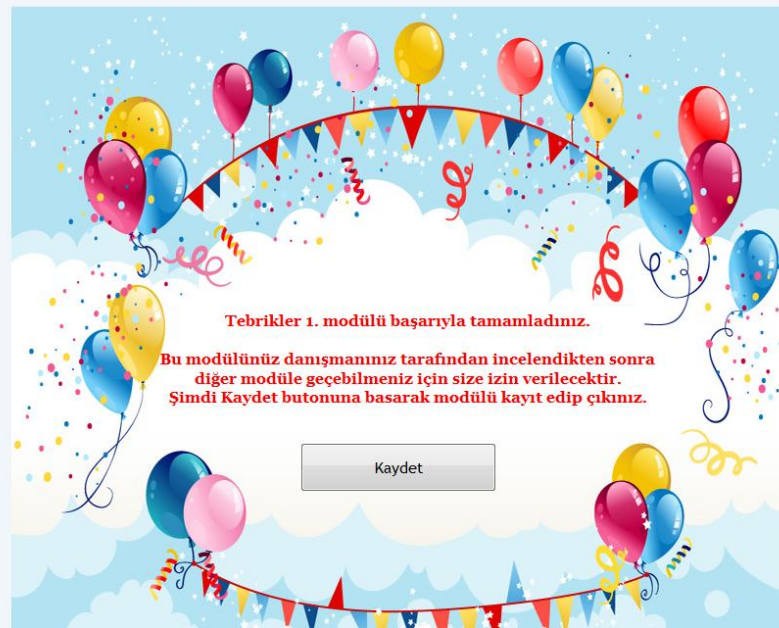 Tebrikler 1. modülü başarıyla tamamladınız.
Bu modülünüz danışmanınız tarafından incelendikten sonra
diğer modüle geçebilmeniz için size izin verilecektir.
Şimdi Kaydet butonuna basarak modülü kayıt edip çıkınız.
Kaydet